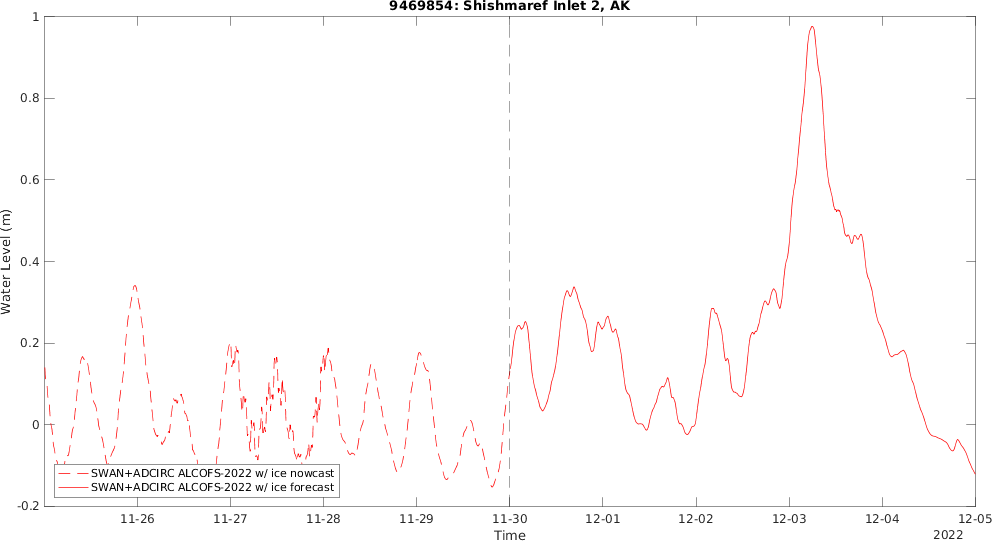 9469854: Shishmaref Inlet 2, AK
Water Level (m)
1
0.8
0.6
0.4
0.2
0
-0.2
SWAN+ADCIRC ALCOFS-2022 w/ ice nowcast
SWAN+ADCIRC ALCOFS-2022 w/ ice forecast
11-26 11-27 11-28 11-29 11-30 12-01 12-02 12-03 12-04 12-05
Time
2022